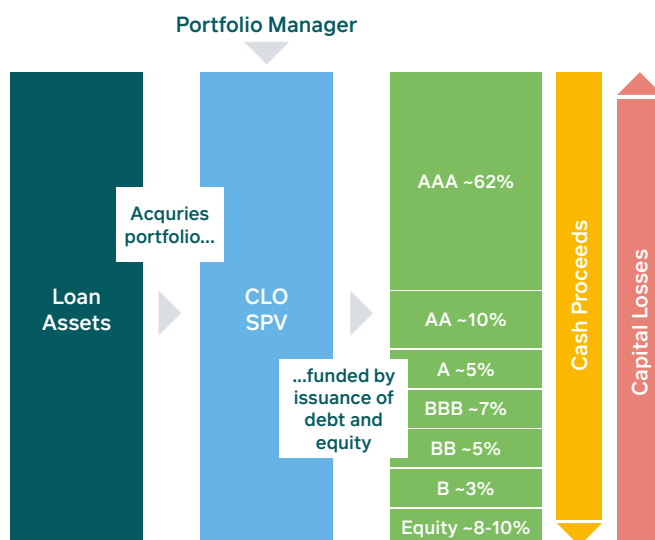 Portfolio Manager
Loan
Assets
Acquries
portfolio...
CLO
SPV
...funded by
issuance of
debt and
equity
AAA ~62%
AA ~10%
A ~5%
BBB ~7%
BB ~5%
B ~3%
Equity ~8-10%
Cash Proceeds
Capital Losses